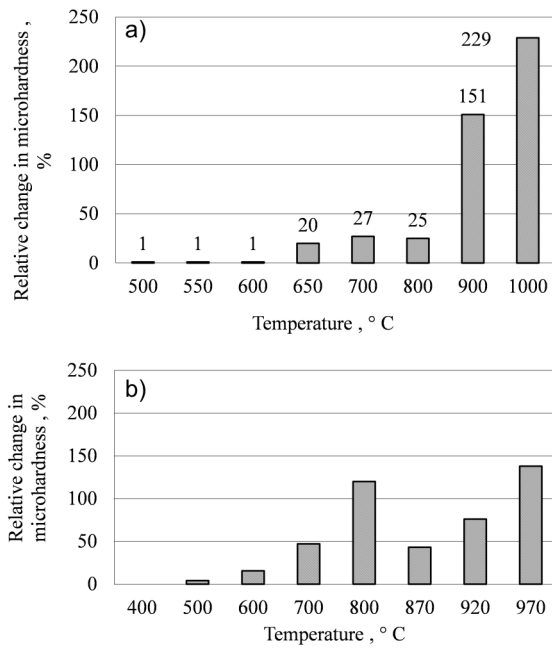 a)
Relative change in microhardness ,
%
250
200
150
100
50
0
1
1
1
20
27
25
151
229
500 550 600 650 700 800 900 1000
Temperature , ° C
b)
Relative change in
microhardness , %
250
200
150
100
50
0
400 500 600 700 800 870 920 970
Temperature , ° C